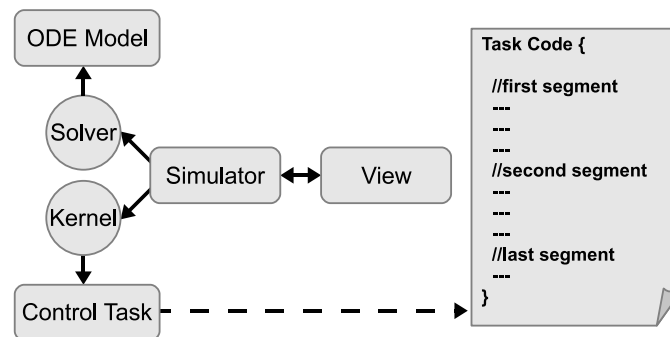 ODE Model
Solver
Simulator
View
Kernel
Control Task
Task Code {
//first segment
---
---
---
//second segment
---
---
---
//last segment
---
}